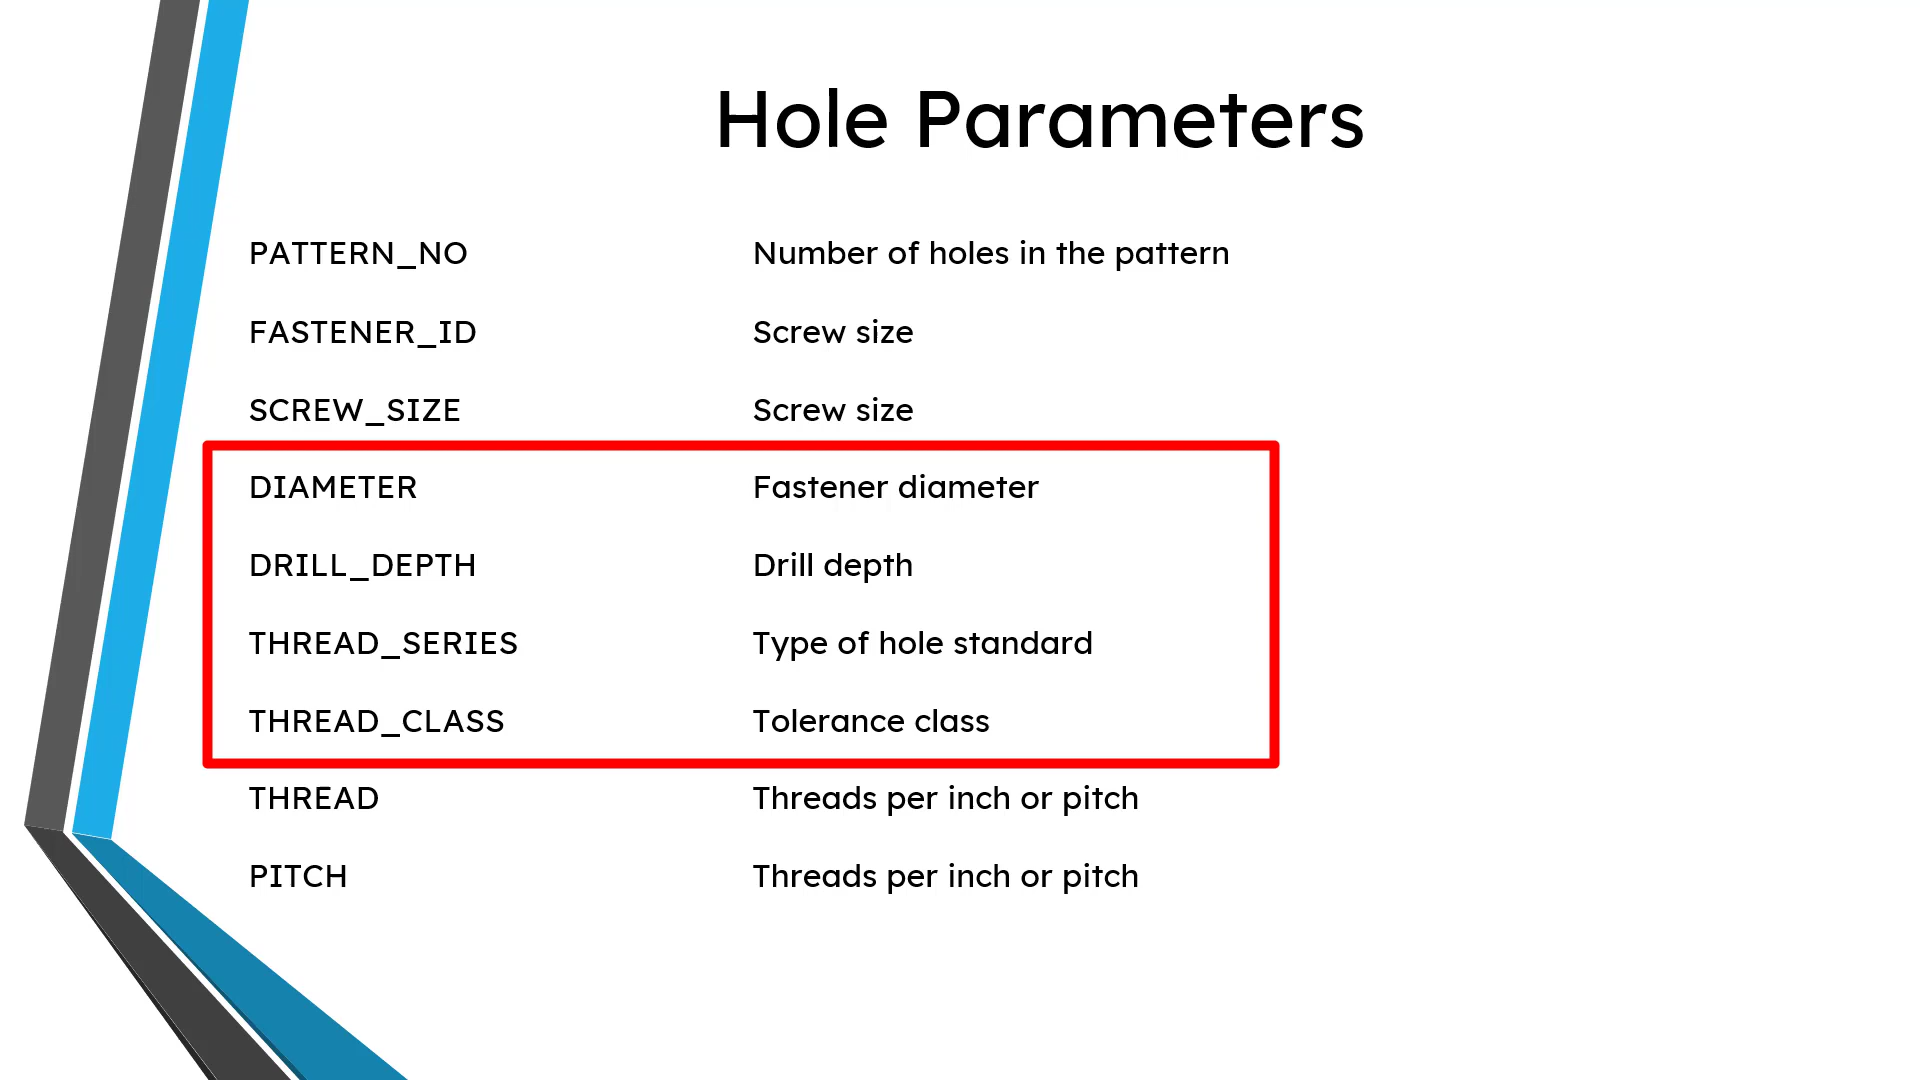 Hole Parameters
PATTERN_NO Number of holes in the pattern
FASTENER_ID Screw size
SCREW_SIZE Screw size
DIAMETER Fastener diameter
DRILL_DEPTH Drill depth
THREAD_SERIES Type of hole standard
THREAD_CLASS Tolerance class
THREAD Threads per inch or pitch
PITCH Threads per inch or pitch